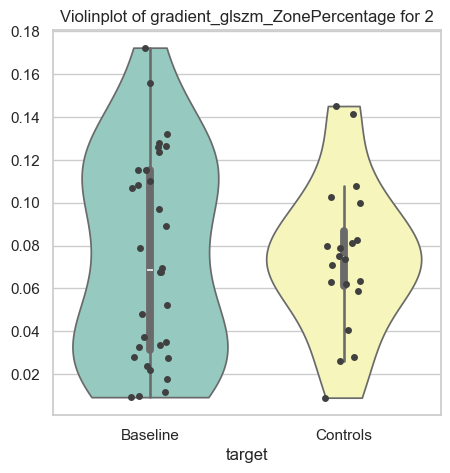 Violinplot of gradient_glszm_ZonePercentage for 2
0.18
0.16
0.14
0.12
0.10
0.08
0.06
0.04
0.02
Baseline
Controls
target